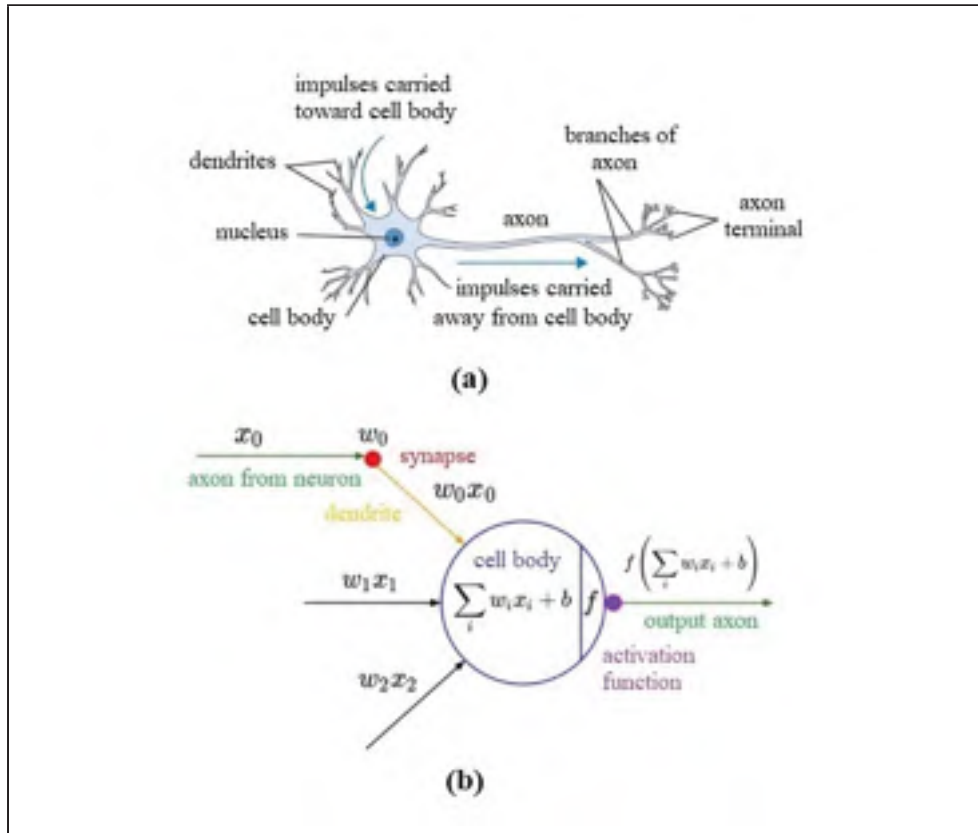 impulses carried
toward cell body
branches of
axon
dendrites
axon
axon
terminal
nucleus
impulses carried
away from cell body
cell body
(a)
x₀
w₀
synapse
axon from neuron
w₀x₀
dendrite
cell body
f(∑ᵢ wᵢxᵢ + b)
w₁x₁
∑ᵢ wᵢxᵢ + b
f
output axon
activation
function
w₂x₂
(b)